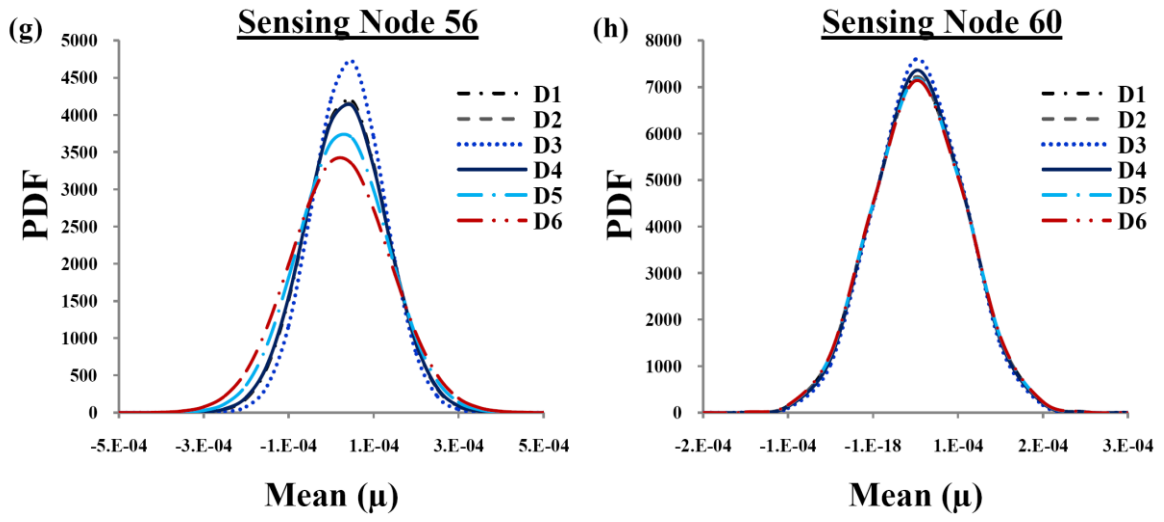 (g) Sensing Node 56
5000
4500
4000
3500
3000
2500
2000
1500
1000
500
0
PDF
D1
D2
D3
D4
D5
D6
-5.E-04 -3.E-04 -1.E-04 1.E-04 3.E-04 5.E-04
Mean (μ)
(h) Sensing Node 60
8000
7000
6000
5000
4000
3000
2000
1000
0
PDF
D1
D2
D3
D4
D5
D6
-2.E-04 -1.E-04 -1.E-18 1.E-04 2.E-04 3.E-04
Mean (μ)